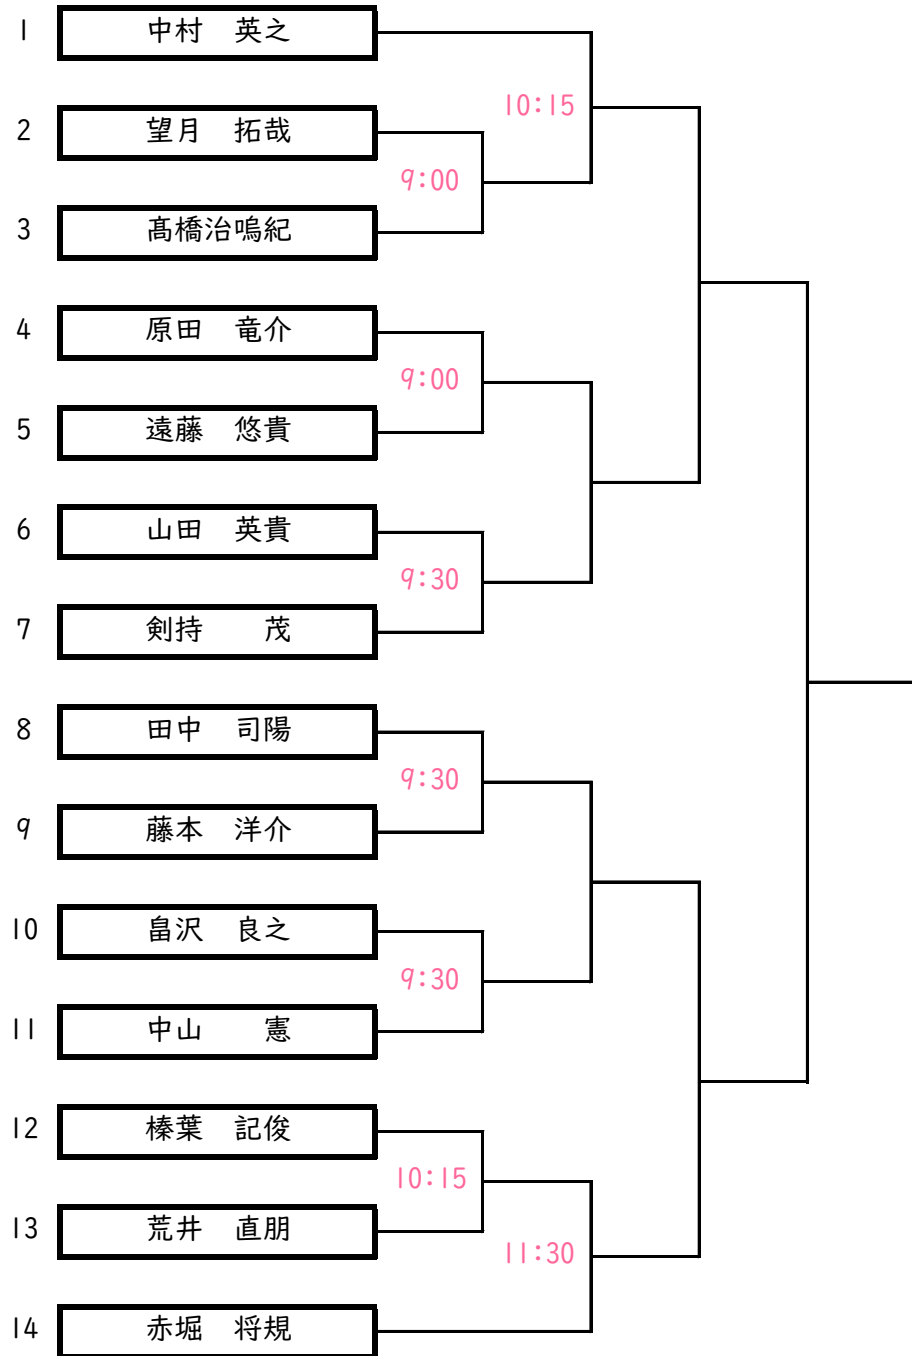 1 中村 英之
10:15
2 望月 拓哉
9:00
3 髙橋治鳴紀
4 原田 竜介
9:00
5 遠藤 悠貴
6 山田 英貴
9:30
7 剣持 茂
8 田中 司陽
9:30
9 藤本 洋介
10 畠沢 良之
9:30
11 中山 憲
12 榛葉 記俊
10:15
13 荒井 直朋
11:30
14 赤堀 将規